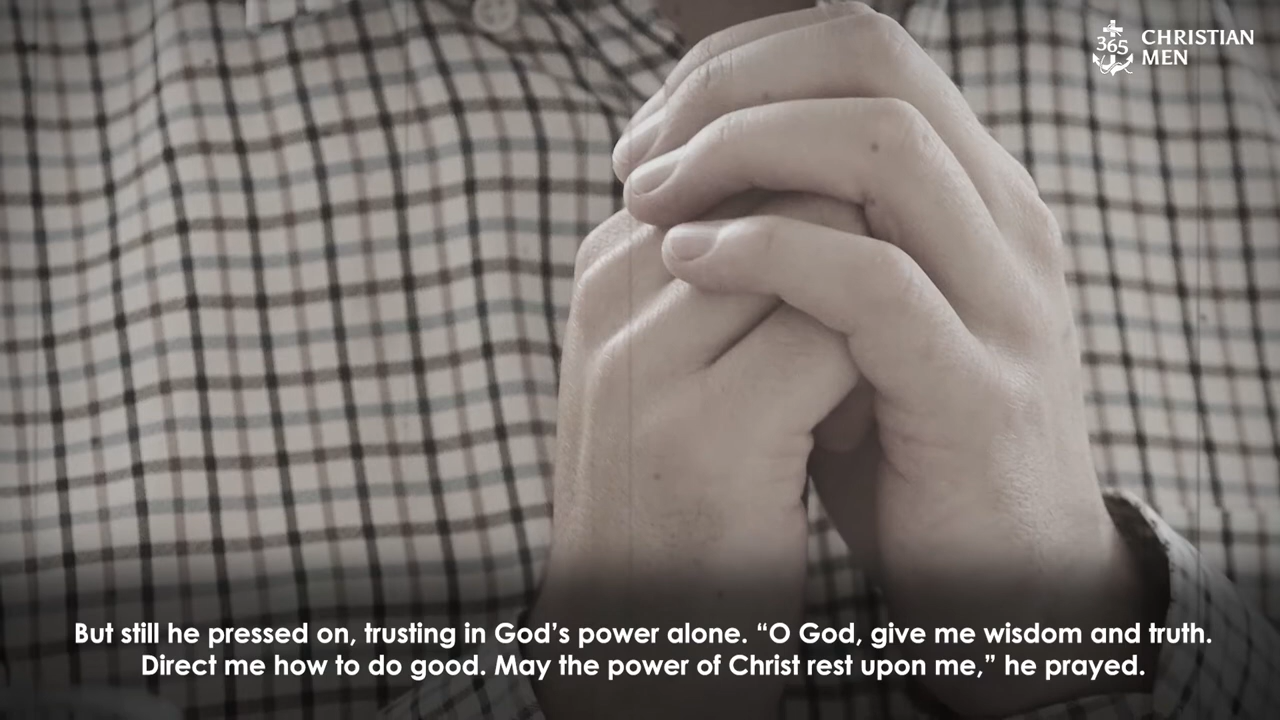 365
CHRISTIAN
MEN
But still he pressed on, trusting in God's power alone. “O God, give me wisdom and truth.
Direct me how to do good. May the power of Christ rest upon me,” he prayed.